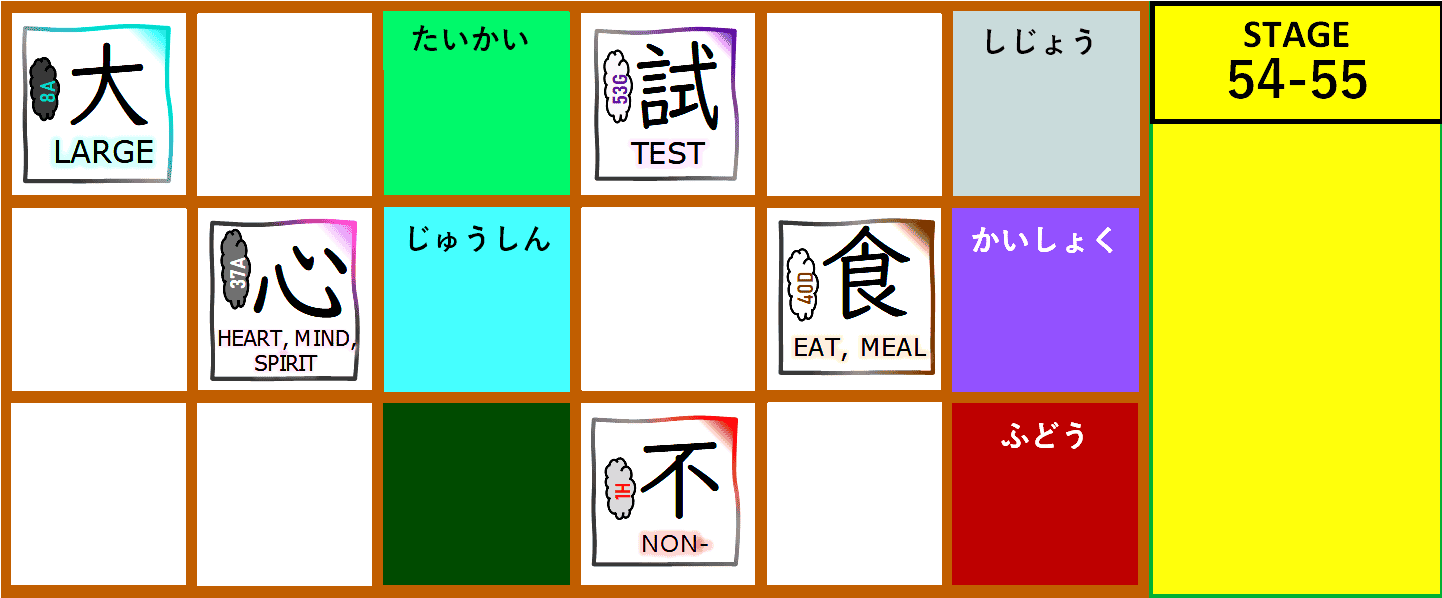 8A
大
LARGE
たいかい
53G
試
TEST
しじょう
STAGE
54-55
37A
心
HEART, MIND,
SPIRIT
じゅうしん
40D
食
EAT, MEAL
かいしょく
1H
不
NON-
ふどう